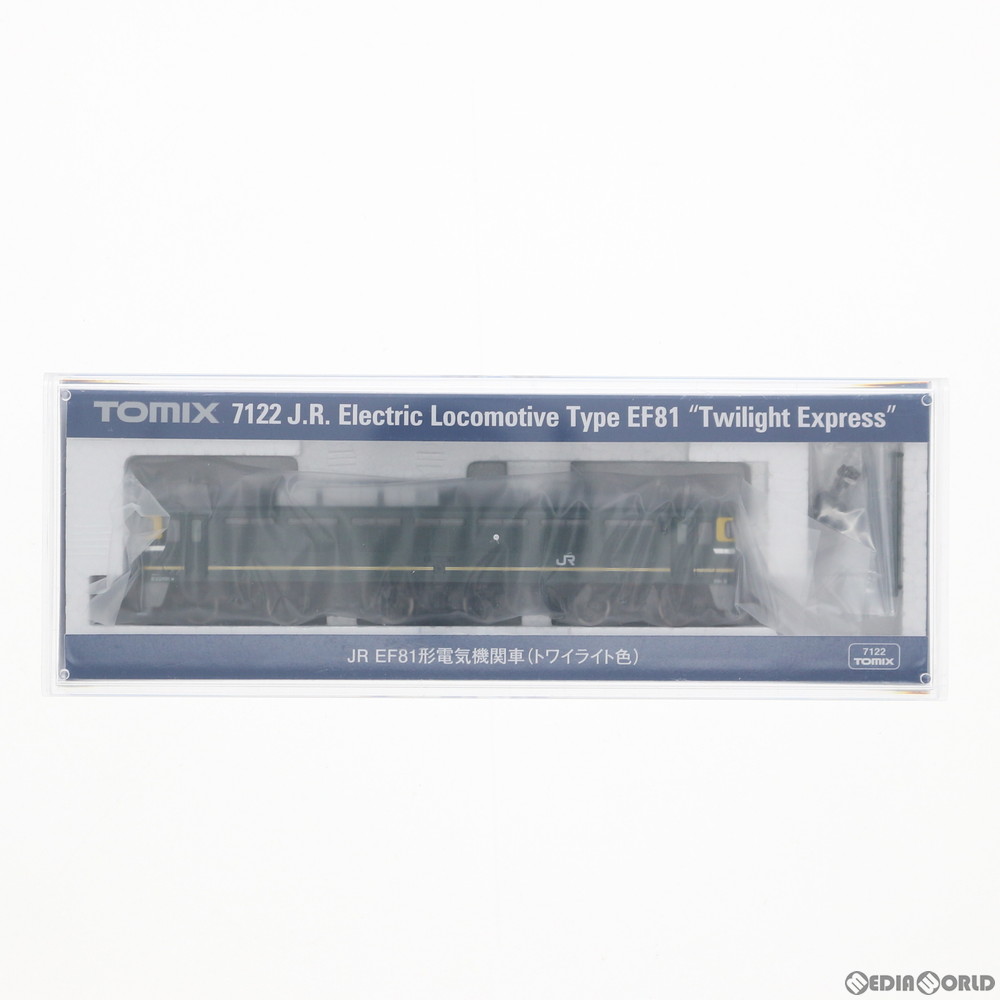 TOMIX 7122 J.R. Electric Locomotive Type EF81 “Twilight Express”
JR
JR EF81形電気機関車(トワイライト色)
7122
TOMIX
MEDIAWORLD